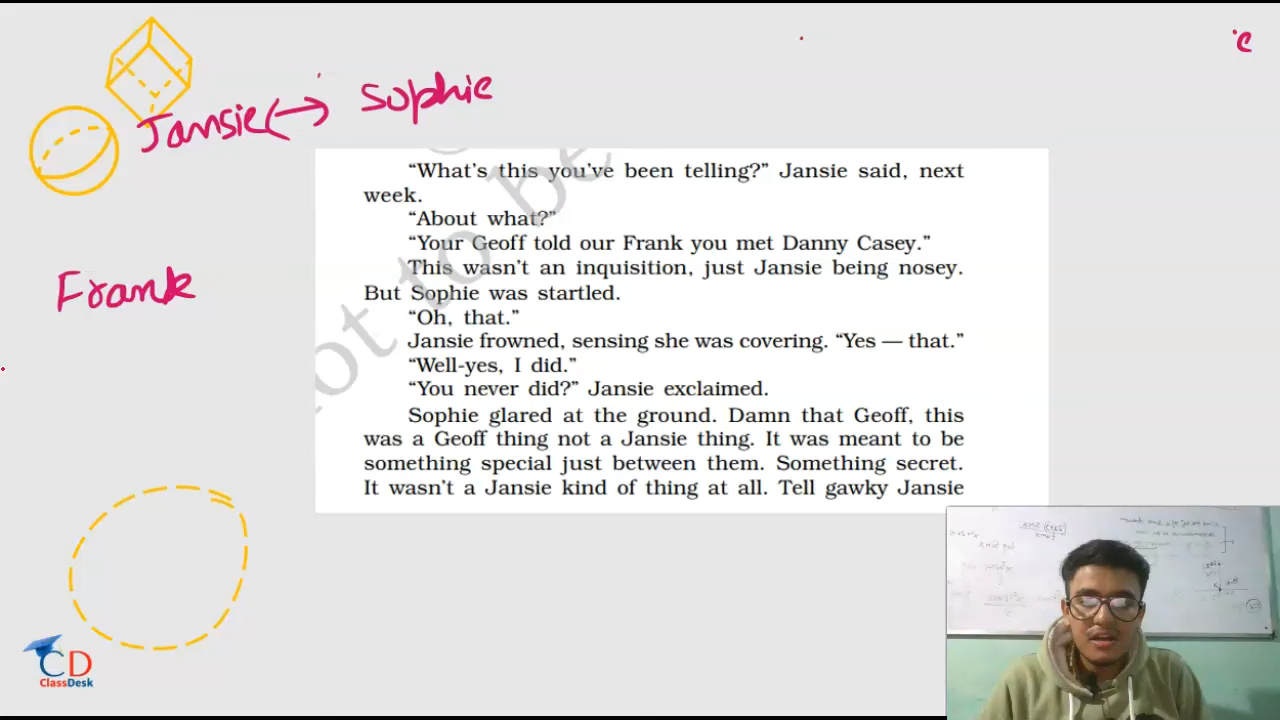 e
Jansie(→ Sophie
Frank
“What’s this you’ve been telling?” Jansie said, next
week.
“About what?”
“Your Geoff told our Frank you met Danny Casey.”
This wasn’t an inquisition, just Jansie being nosey.
But Sophie was startled.
“Oh, that.”
Jansie frowned, sensing she was covering. “Yes — that.”
“Well-yes, I did.”
“You never did?” Jansie exclaimed.
Sophie glared at the ground. Damn that Geoff, this
was a Geoff thing not a Jansie thing. It was meant to be
something special just between them. Something secret.
It wasn’t a Jansie kind of thing at all. Tell gawky Jansie
not to be
CD
ClassDesk